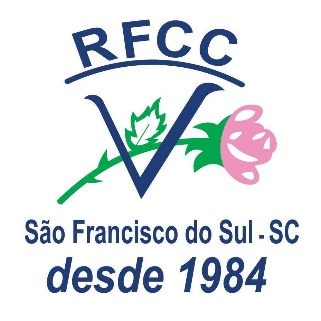 RFCC
V
São Francisco do Sul - SC
desde 1984